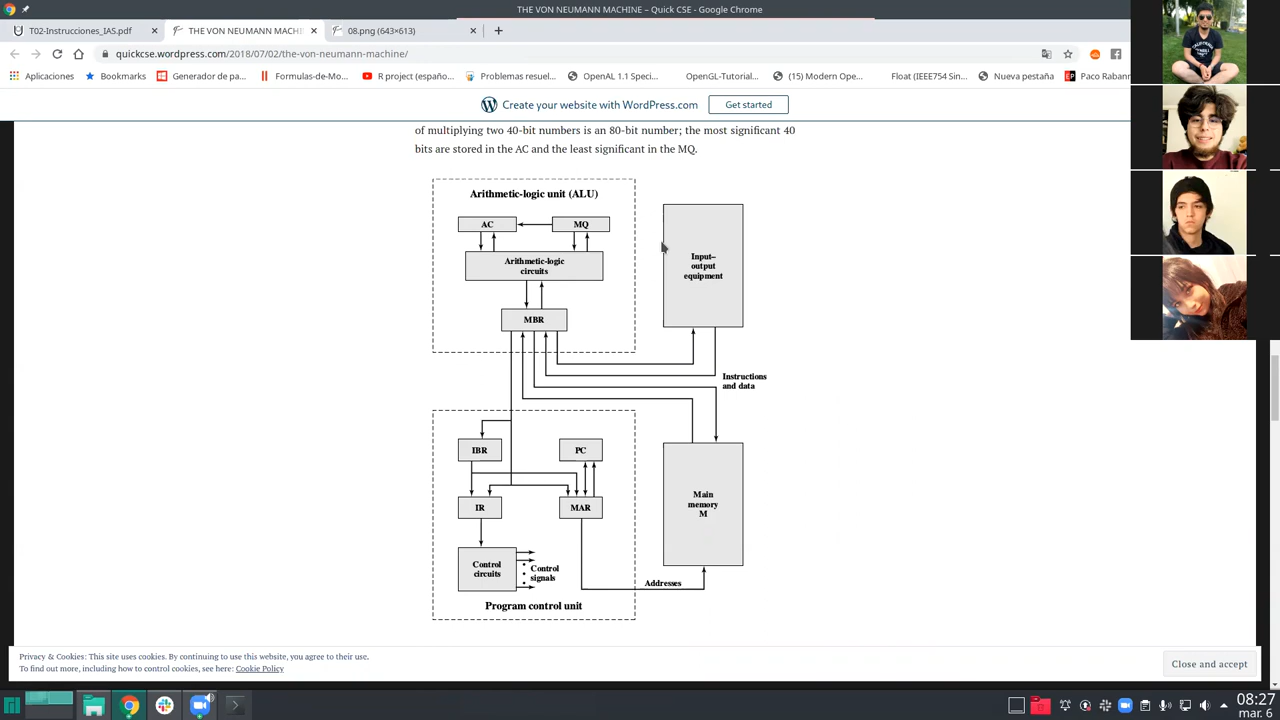 THE VON NEUMANN MACHINE – Quick CSE - Google Chrome
T02-Instrucciones_IAS.pdf
THE VON NEUMANN MACHIN
08.png (643×613)
quickcse.wordpress.com/2018/07/02/the-von-neumann-machine/
Aplicaciones
Bookmarks
Generador de pa...
Formulas-de-Mo...
R project (españo...
Problemas resuel...
OpenAL 1.1 Speci...
OpenGL-Tutorial...
(15) Modern Ope...
Float (IEEE754 Sin...
Nueva pestaña
Paco Rabann
Create your website with WordPress.com
Get started
of multiplying two 40-bit numbers is an 80-bit number; the most significant 40
bits are stored in the AC and the least significant in the MQ.
Arithmetic-logic unit (ALU)
AC
MQ
Arithmetic-logic
circuits
MBR
Input–
output
equipment
Instructions
and data
IBR
PC
IR
MAR
Main
memory
M
Control
circuits
Control
signals
Addresses
Program control unit
Privacy & Cookies: This site uses cookies. By continuing to use this website, you agree to their use.
To find out more, including how to control cookies, see here: Cookie Policy
Close and accept
08:27